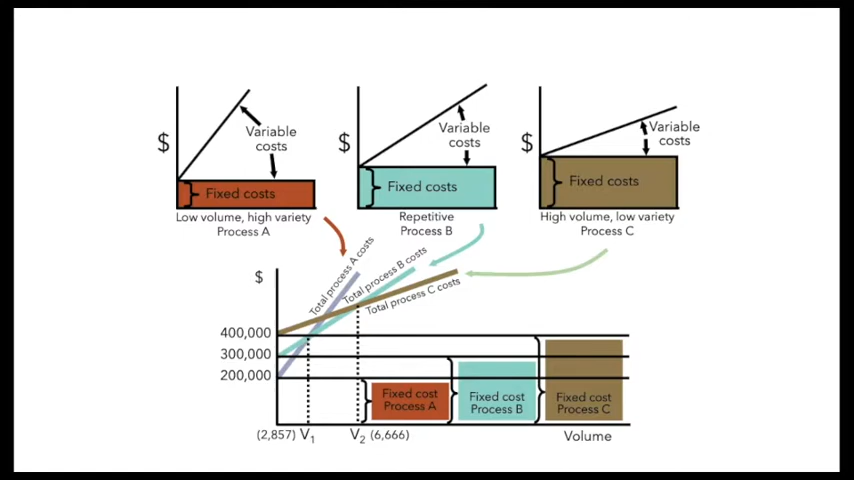 $
Variable
costs
Fixed costs
Low volume, high variety
Process A
$
Variable
costs
Fixed costs
Repetitive
Process B
$
Variable
costs
Fixed costs
High volume, low variety
Process C
$
Total process A costs
Total process B costs
Total process C costs
400,000
300,000
200,000
Fixed cost
Process A
Fixed cost
Process B
Fixed cost
Process C
(2,857) V1
V2 (6,666)
Volume